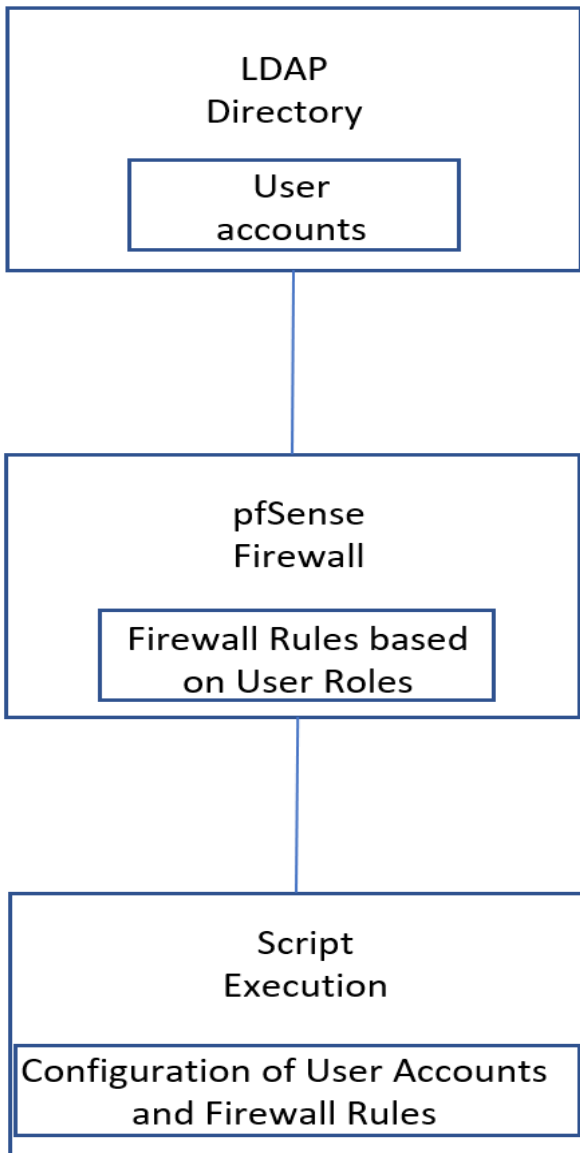 LDAP
Directory
User
accounts
pfSense
Firewall
Firewall Rules based
on User Roles
Script
Execution
Configuration of User Accounts
and Firewall Rules